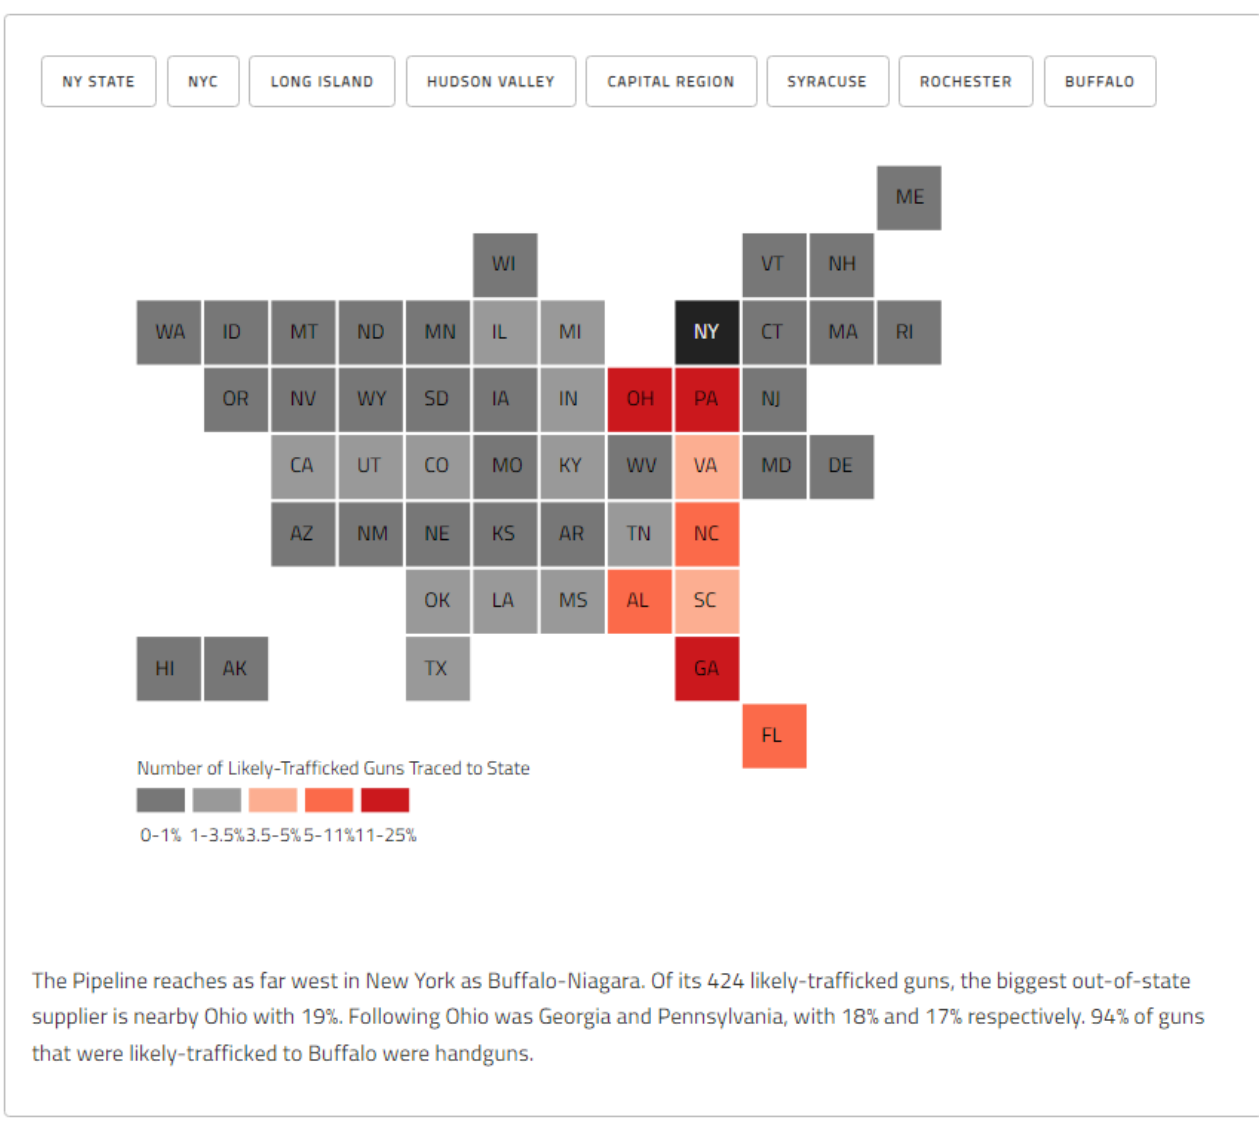 NY STATE NYC LONG ISLAND HUDSON VALLEY CAPITAL REGION SYRACUSE ROCHESTER BUFFALO
ME
WI VT NH
WA ID MT ND MN IL MI NY CT MA RI
OR NV WY SD IA IN OH PA NJ
CA UT CO MO KY WV VA MD DE
AZ NM NE KS AR TN NC
OK LA MS AL SC
HI AK TX GA
FL
Number of Likely-Trafficked Guns Traced to State
0-1% 1-3.5% 3.5-5% 5-11% 11-25%
The Pipeline reaches as far west in New York as Buffalo-Niagara. Of its 424 likely-trafficked guns, the biggest out-of-state
supplier is nearby Ohio with 19%. Following Ohio was Georgia and Pennsylvania, with 18% and 17% respectively. 94% of guns
that were likely-trafficked to Buffalo were handguns.